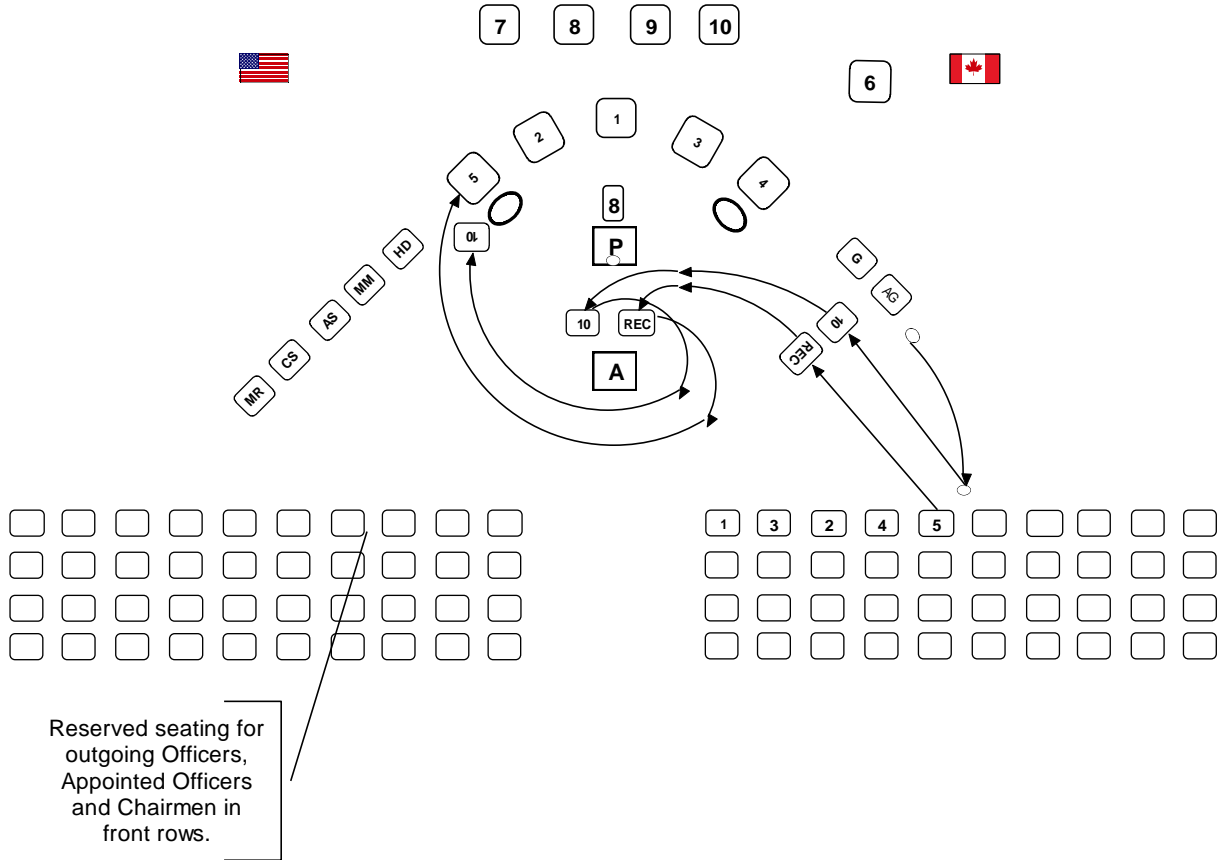 7 8 9 10
6
1
2 3
5 4
8
10 P
HD G
MM AG
AS 10 REC 10
CS REC
MR A
1 3 2 4 5
Reserved seating for
outgoing Officers,
Appointed Officers
and Chairmen in
front rows.